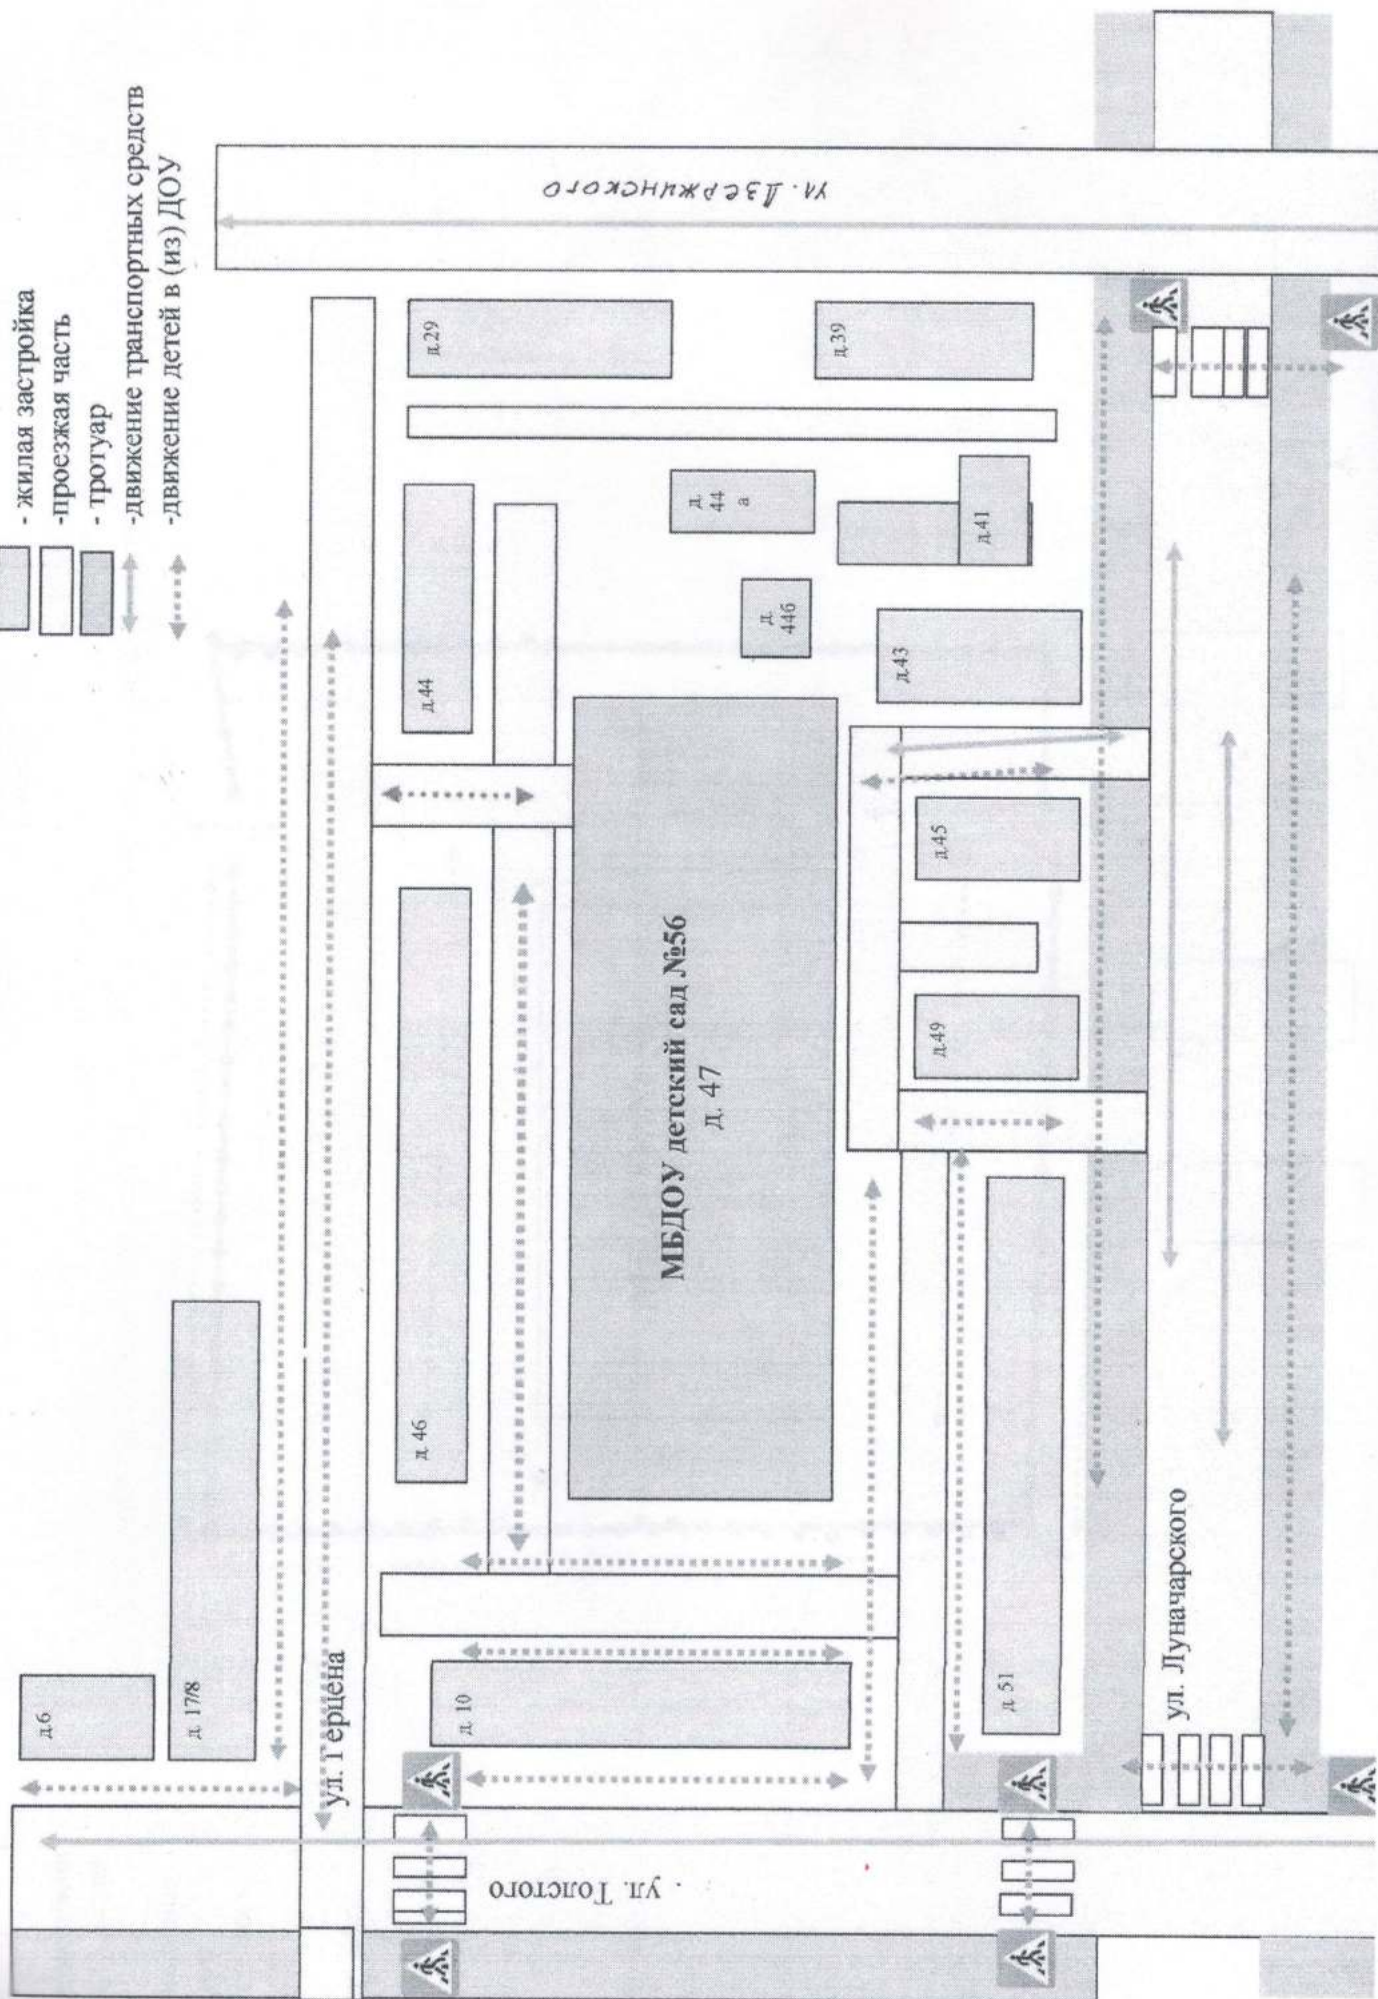 - жилая застройка
-проезжая часть
- тротуар
-движение транспортных средств
-движение детей в (из) ДОУ
ул. Дзержинского
д.29
д.39
д.44
д.
44
а
д.41
д.
44б
д.43
д.45
д.49
д.46
МБДОУ детский сад №56
д. 47
д.6
д. 17/8
ул. Герцена
д. 10
д. 51
ул. Луначарского
. ул. Толстого